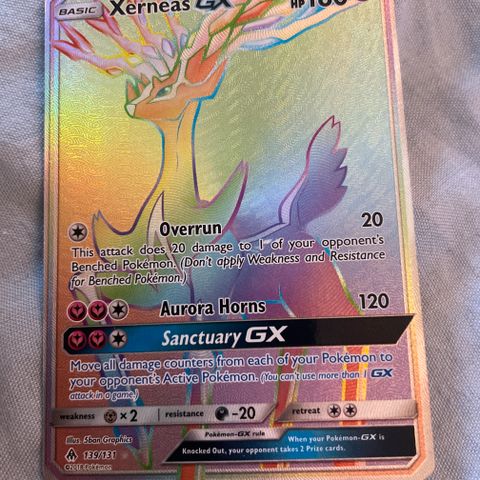 BASIC Xerneas GX HP180
Overrun 20
This attack does 20 damage to 1 of your opponent's
Benched Pokémon. (Don't apply Weakness and Resistance
for Benched Pokémon.)
Aurora Horns 120
Sanctuary GX
Move all damage counters from each of your Pokémon to
your opponent's Active Pokémon. (You can't use more than 1 GX
attack in a game.)
weakness ×2 resistance -20 retreat
Illus. 5ban Graphics
139/131
©2018 Pokémon
Pokémon-GX rule
When your Pokémon-GX is
Knocked Out, your opponent takes 2 Prize cards.